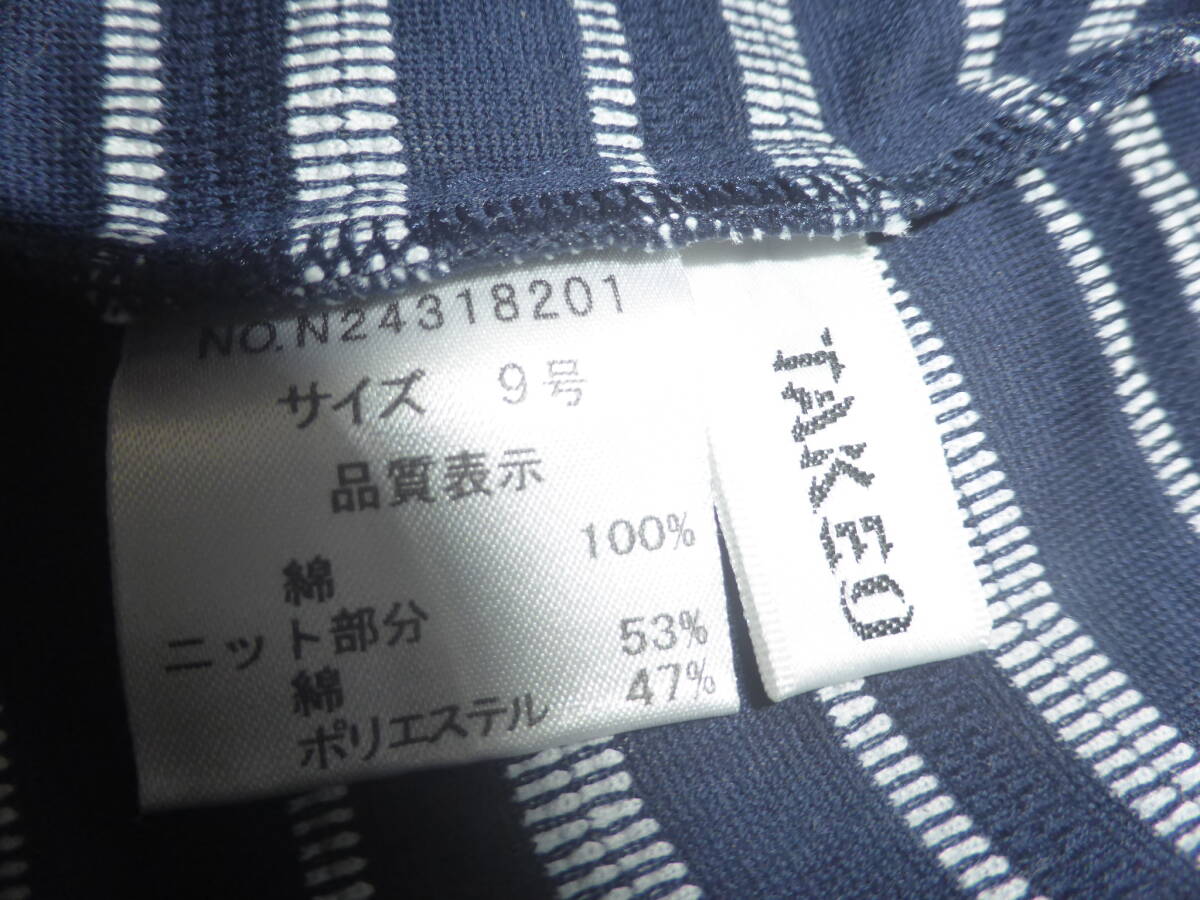 NO.N24318201
サイズ 9号
品質表示
100%
綿
ニット部分
53%
綿
47%
ポリエステル
TAKEO